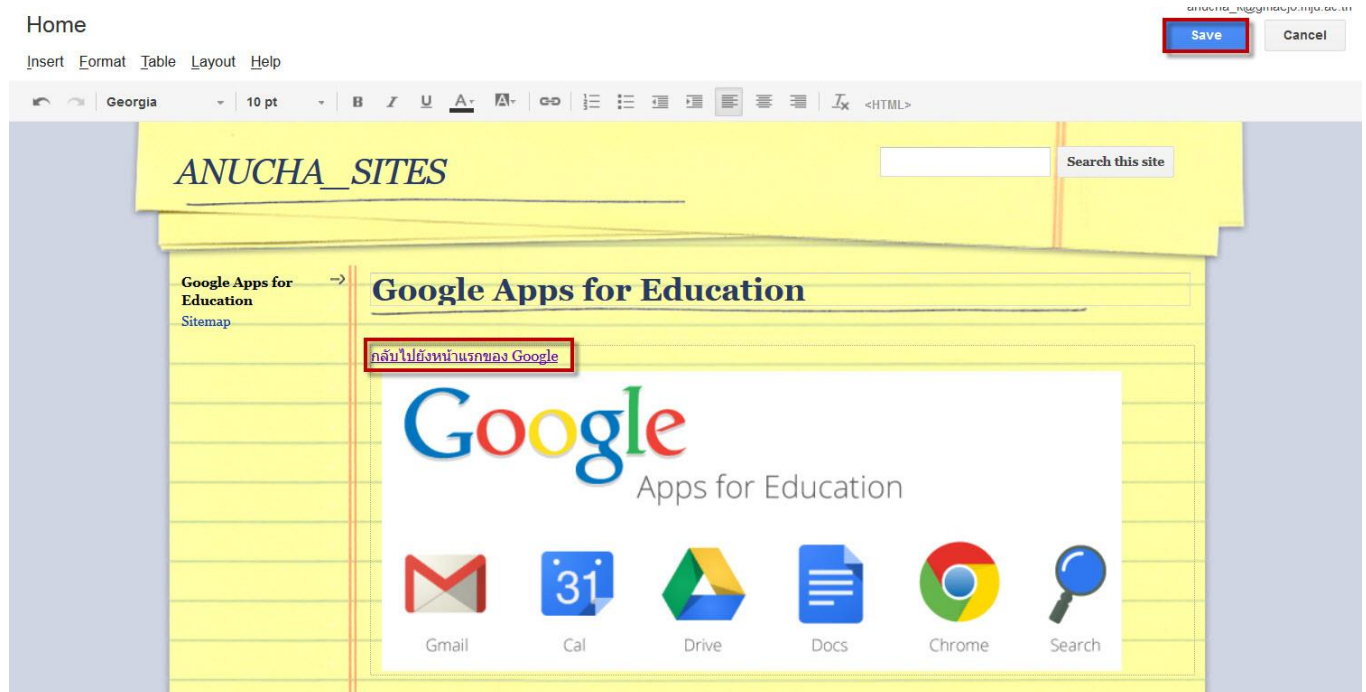 Home
Save
Cancel
Insert Format Table Layout Help
Georgia 10 pt B I U A A <HTML>
ANUCHA_SITES
Search this site
Google Apps for
Education
Sitemap
Google Apps for Education
กลับไปยังหน้าแรกของ Google
Google
Apps for Education
31
Gmail Cal Drive Docs Chrome Search